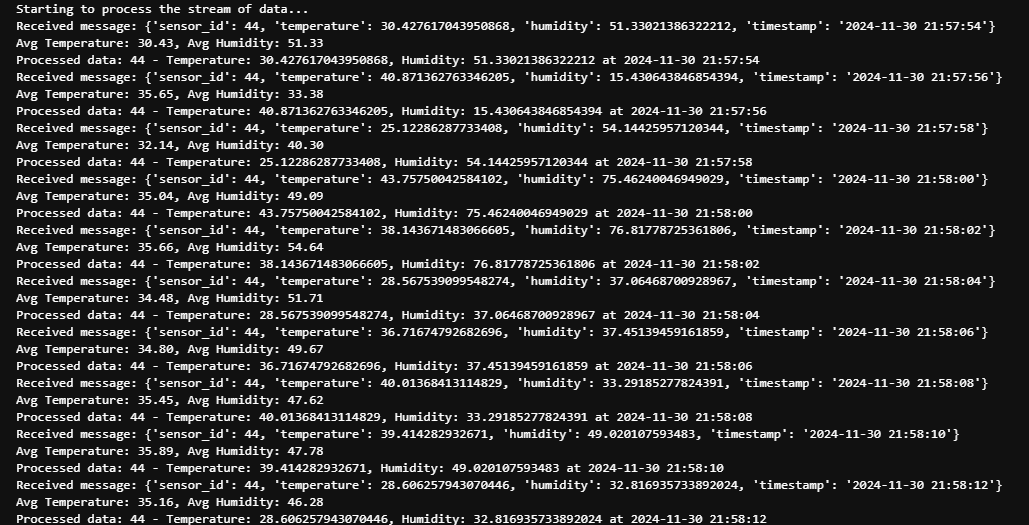 Starting to process the stream of data...
Received message: {'sensor_id': 44, 'temperature': 30.427617043950868, 'humidity': 51.33021386322212, 'timestamp': '2024-11-30 21:57:54'}
Avg Temperature: 30.43, Avg Humidity: 51.33
Processed data: 44 - Temperature: 30.427617043950868, Humidity: 51.33021386322212 at 2024-11-30 21:57:54
Received message: {'sensor_id': 44, 'temperature': 40.871362763346205, 'humidity': 15.430643846854394, 'timestamp': '2024-11-30 21:57:56'}
Avg Temperature: 35.65, Avg Humidity: 33.38
Processed data: 44 - Temperature: 40.871362763346205, Humidity: 15.430643846854394 at 2024-11-30 21:57:56
Received message: {'sensor_id': 44, 'temperature': 25.12286287733408, 'humidity': 54.14425957120344, 'timestamp': '2024-11-30 21:57:58'}
Avg Temperature: 32.14, Avg Humidity: 40.30
Processed data: 44 - Temperature: 25.12286287733408, Humidity: 54.14425957120344 at 2024-11-30 21:57:58
Received message: {'sensor_id': 44, 'temperature': 43.75750042584102, 'humidity': 75.46240046949029, 'timestamp': '2024-11-30 21:58:00'}
Avg Temperature: 35.04, Avg Humidity: 49.09
Processed data: 44 - Temperature: 43.75750042584102, Humidity: 75.46240046949029 at 2024-11-30 21:58:00
Received message: {'sensor_id': 44, 'temperature': 38.143671483066605, 'humidity': 76.81778725361806, 'timestamp': '2024-11-30 21:58:02'}
Avg Temperature: 35.66, Avg Humidity: 54.64
Processed data: 44 - Temperature: 38.143671483066605, Humidity: 76.81778725361806 at 2024-11-30 21:58:02
Received message: {'sensor_id': 44, 'temperature': 28.567539099548274, 'humidity': 37.06468700928967, 'timestamp': '2024-11-30 21:58:04'}
Avg Temperature: 34.48, Avg Humidity: 51.71
Processed data: 44 - Temperature: 28.567539099548274, Humidity: 37.06468700928967 at 2024-11-30 21:58:04
Received message: {'sensor_id': 44, 'temperature': 36.71674792682696, 'humidity': 37.45139459161859, 'timestamp': '2024-11-30 21:58:06'}
Avg Temperature: 34.80, Avg Humidity: 49.67
Processed data: 44 - Temperature: 36.71674792682696, Humidity: 37.45139459161859 at 2024-11-30 21:58:06
Received message: {'sensor_id': 44, 'temperature': 40.01368413114829, 'humidity': 33.29185277824391, 'timestamp': '2024-11-30 21:58:08'}
Avg Temperature: 35.45, Avg Humidity: 47.62
Processed data: 44 - Temperature: 40.01368413114829, Humidity: 33.29185277824391 at 2024-11-30 21:58:08
Received message: {'sensor_id': 44, 'temperature': 39.414282932671, 'humidity': 49.020107593483, 'timestamp': '2024-11-30 21:58:10'}
Avg Temperature: 35.89, Avg Humidity: 47.78
Processed data: 44 - Temperature: 39.414282932671, Humidity: 49.020107593483 at 2024-11-30 21:58:10
Received message: {'sensor_id': 44, 'temperature': 28.606257943070446, 'humidity': 32.816935733892024, 'timestamp': '2024-11-30 21:58:12'}
Avg Temperature: 35.16, Avg Humidity: 46.28
Processed data: 44 - Temperature: 28.606257943070446, Humidity: 32.816935733892024 at 2024-11-30 21:58:12